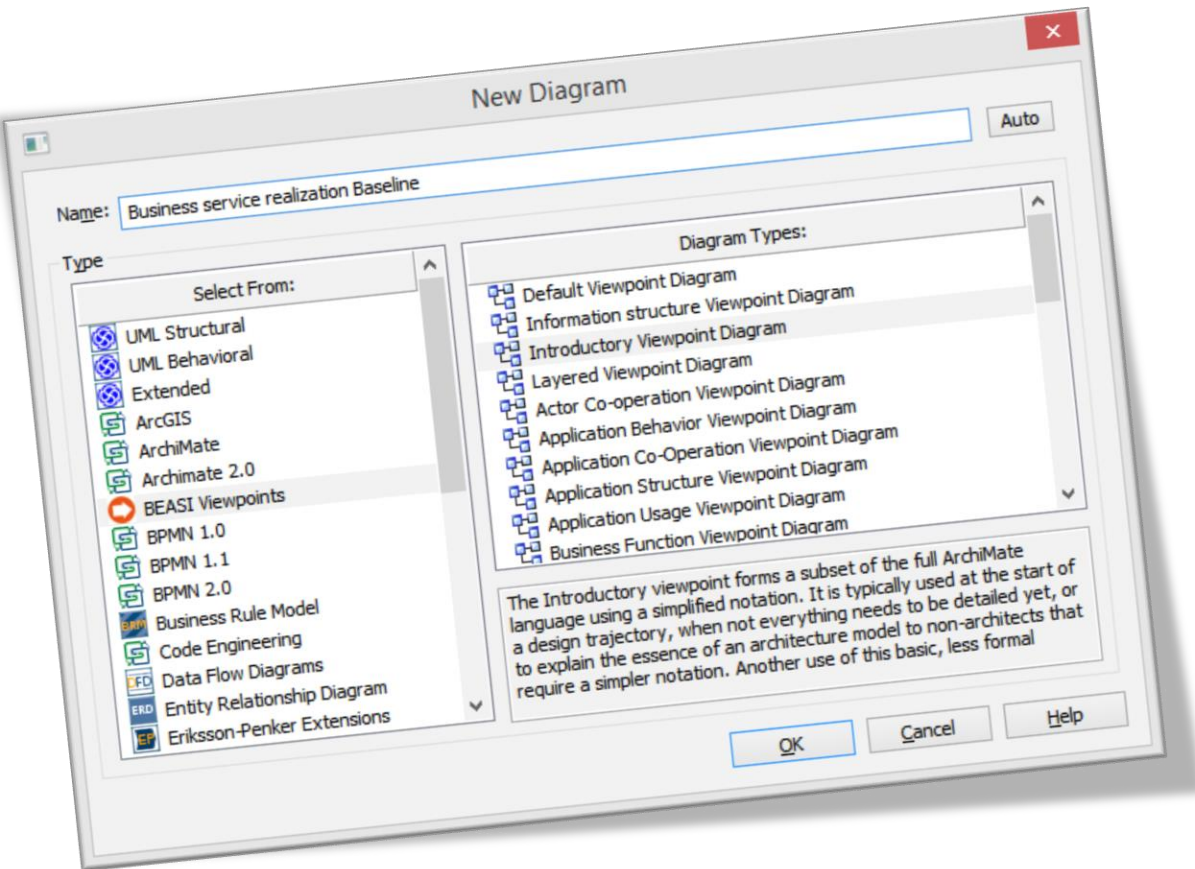 New Diagram
Name: Business service realization Baseline
Auto
Type
Select From:
UML Structural
UML Behavioral
Extended
ArcGIS
ArchiMate
Archimate 2.0
BEASI Viewpoints
BPMN 1.0
BPMN 1.1
BPMN 2.0
BRM Business Rule Model
Code Engineering
DFD Data Flow Diagrams
ERD Entity Relationship Diagram
EP Eriksson-Penker Extensions
Diagram Types:
Default Viewpoint Diagram
Information structure Viewpoint Diagram
Introductory Viewpoint Diagram
Layered Viewpoint Diagram
Actor Co-operation Viewpoint Diagram
Application Behavior Viewpoint Diagram
Application Co-Operation Viewpoint Diagram
Application Structure Viewpoint Diagram
Application Usage Viewpoint Diagram
Business Function Viewpoint Diagram
The Introductory viewpoint forms a subset of the full ArchiMate
language using a simplified notation. It is typically used at the start of
a design trajectory, when not everything needs to be detailed yet, or
to explain the essence of an architecture model to non-architects that
require a simpler notation. Another use of this basic, less formal
OK
Cancel
Help